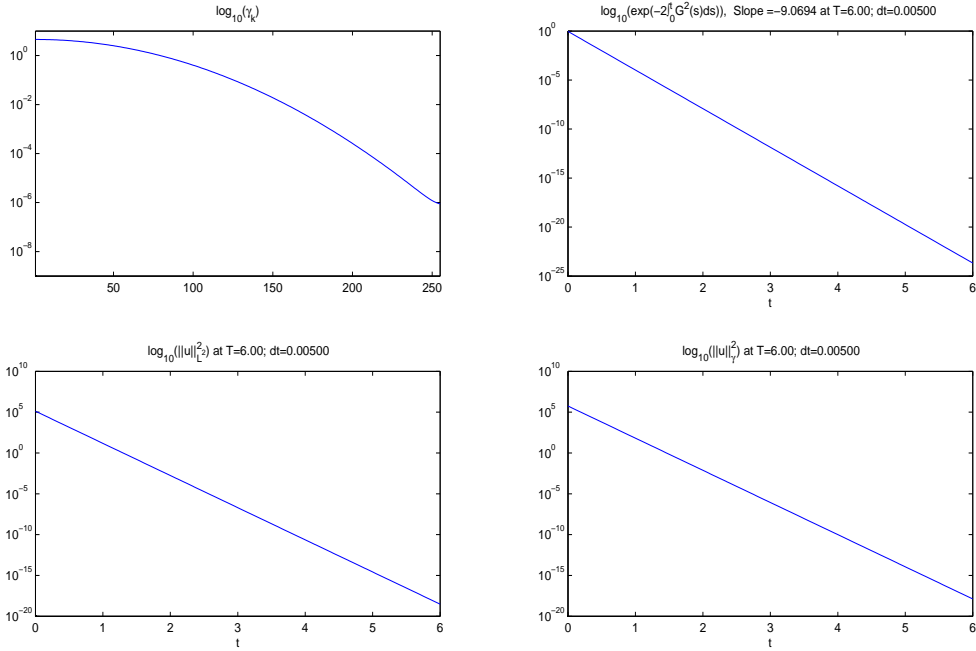 log10(γk)
10^0
10^-2
10^-4
10^-6
10^-8
50 100 150 200 250
log10(exp(−2∫0^t G^2(s)ds)), Slope =−9.0694 at T=6.00; dt=0.00500
10^0
10^-5
10^-10
10^-15
10^-20
10^-25
0 1 2 3 4 5 6
t
log10(||u||^2_L2) at T=6.00; dt=0.00500
10^10
10^5
10^0
10^-5
10^-10
10^-15
10^-20
0 1 2 3 4 5 6
t
log10(||u||^2_γ) at T=6.00; dt=0.00500
10^10
10^5
10^0
10^-5
10^-10
10^-15
10^-20
0 1 2 3 4 5 6
t